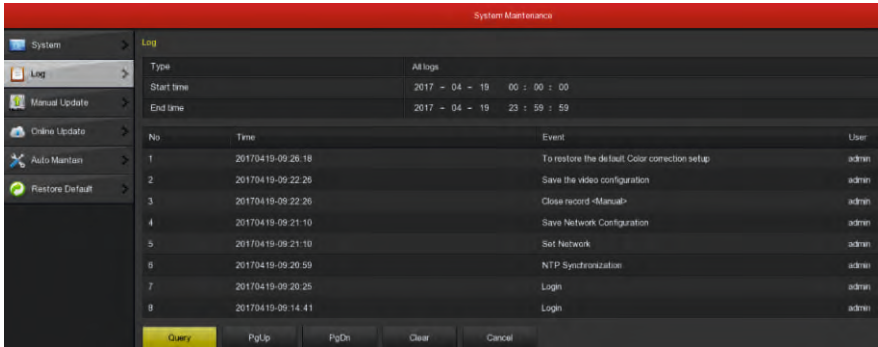 System Maintenance
System
Log
Manual Update
Online Update
Auto Maintain
Restore Default
Log
Type All logs
Start time 2017 - 04 - 19 00 : 00 : 00
End time 2017 - 04 - 19 23 : 59 : 59
No Time Event User
1 20170419-09:26:18 To restore the default Color correction setup admin
2 20170419-09:22:26 Save the video configuration admin
3 20170419-09:22:26 Close record <Manual> admin
4 20170419-09:21:10 Save Network Configuration admin
5 20170419-09:21:10 Set Network admin
6 20170419-09:20:59 NTP Synchronization admin
7 20170419-09:20:25 Login admin
8 20170419-09:14:41 Login admin
Query PgUp PgDn Clear Cancel